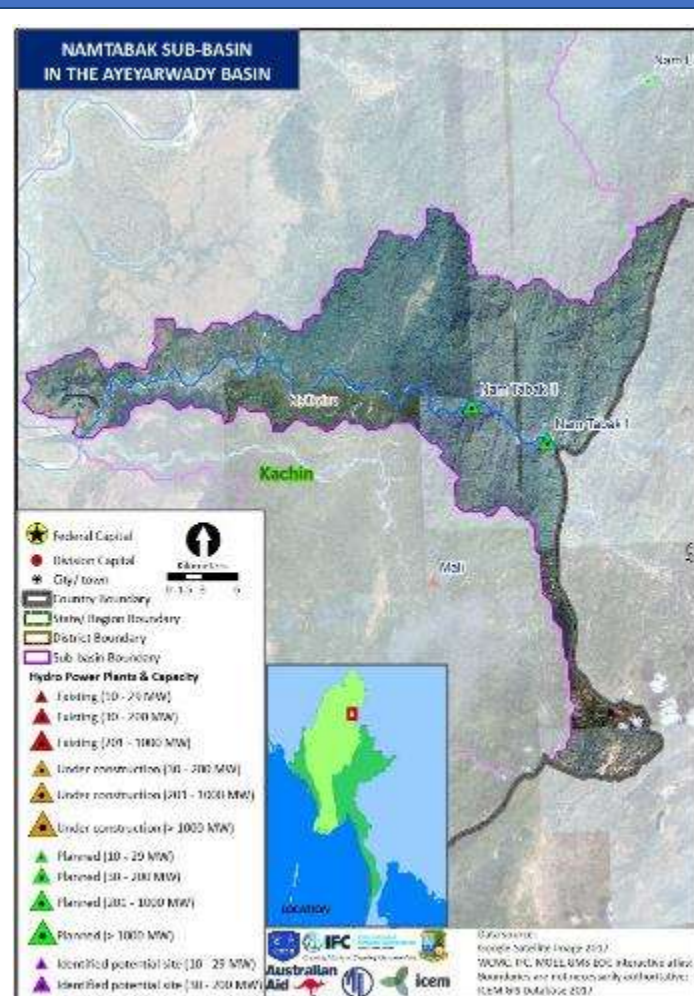 NAMTABAK SUB-BASIN
IN THE AYEYARWADY BASIN
Nam Tabak II
Nam Tabak I
Kachin
Mali
Federal Capital
Division Capital
City/ town
Country Boundary
State/ Region Boundary
District Boundary
Sub-basin Boundary
Kilometers
Hydro Power Plants & Capacity
Existing (10 - 29 MW)
Existing (30 - 200 MW)
Existing (201 - 1000 MW)
Under construction (30 - 200 MW)
Under construction (201 - 1000 MW)
Under construction (> 1000 MW)
Planned (10 - 29 MW)
Planned (30 - 200 MW)
Planned (201 - 1000 MW)
Planned (> 1000 MW)
Identified potential site (10 - 29 MW)
Identified potential site (30 - 200 MW)
LOCATION
IFC
Australian
Aid
icem
Data source:
Google Satellite Image 2017
Boundaries are not necessarily authoritative;
ICEM GIS Database 2017